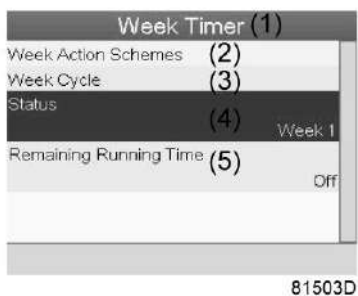 Week Timer (1)
Week Action Schemes (2)
Week Cycle (3)
Status (4)
Week 1
Remaining Running Time (5)
Off
81503D